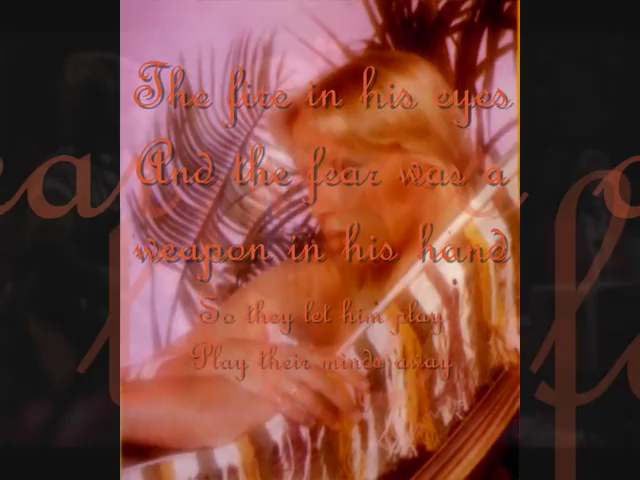 The fire in his eyes
And the fear was a
weapon in his hand
So they let him play
Play their minds away